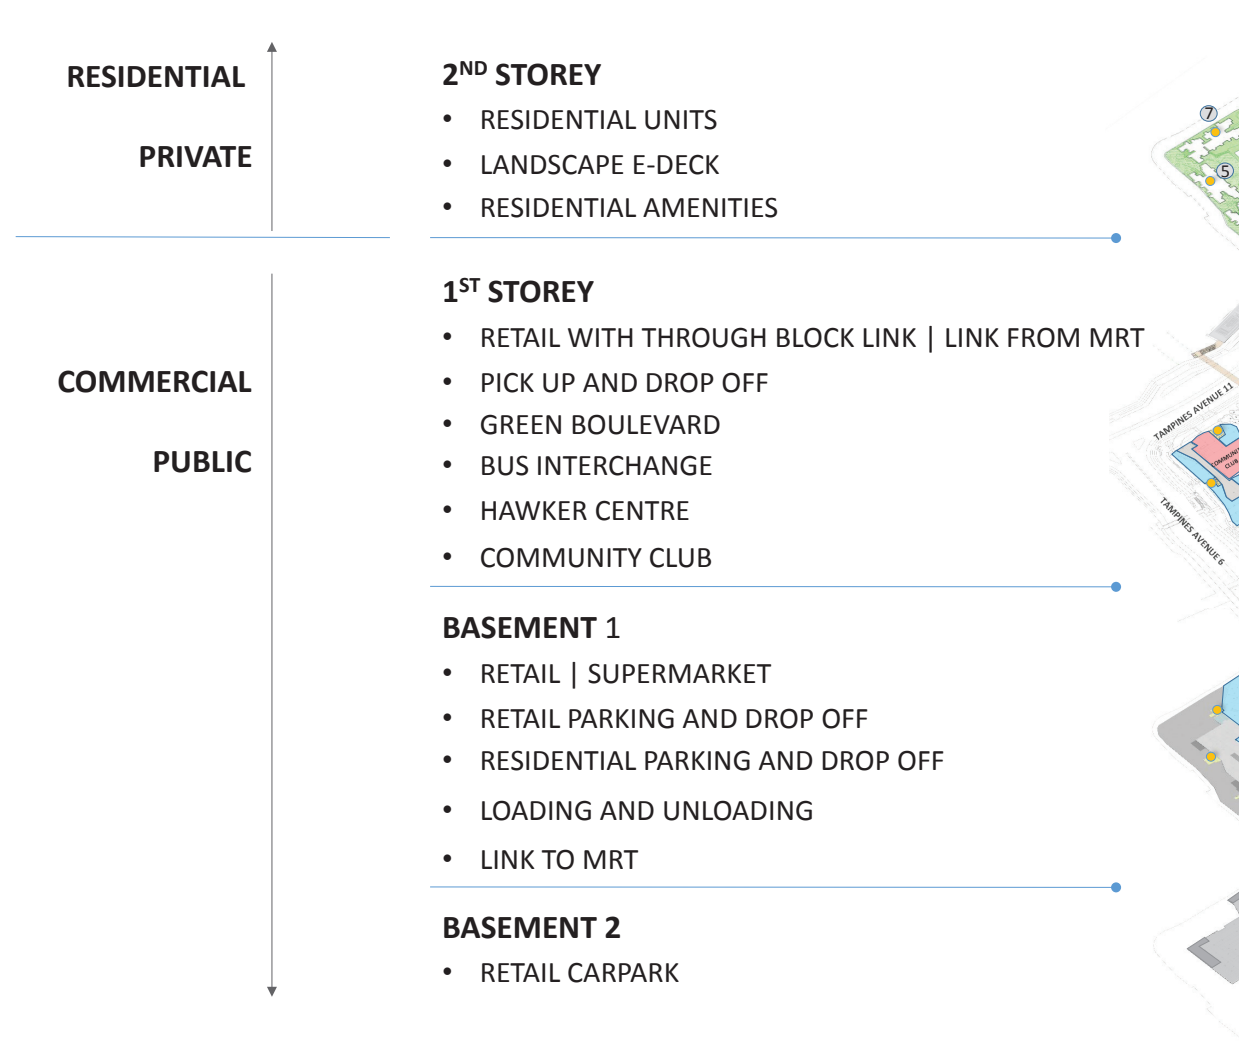 RESIDENTIAL
PRIVATE
2ND STOREY
• RESIDENTIAL UNITS
• LANDSCAPE E-DECK
• RESIDENTIAL AMENITIES
7
5
COMMERCIAL
PUBLIC
1ST STOREY
• RETAIL WITH THROUGH BLOCK LINK | LINK FROM MRT
• PICK UP AND DROP OFF
• GREEN BOULEVARD
• BUS INTERCHANGE
• HAWKER CENTRE
• COMMUNITY CLUB
TAMPINES AVENUE 11
COMMUNI
CLUB
TAMPINES AVENUE 6
BASEMENT 1
• RETAIL | SUPERMARKET
• RETAIL PARKING AND DROP OFF
• RESIDENTIAL PARKING AND DROP OFF
• LOADING AND UNLOADING
• LINK TO MRT
BASEMENT 2
• RETAIL CARPARK